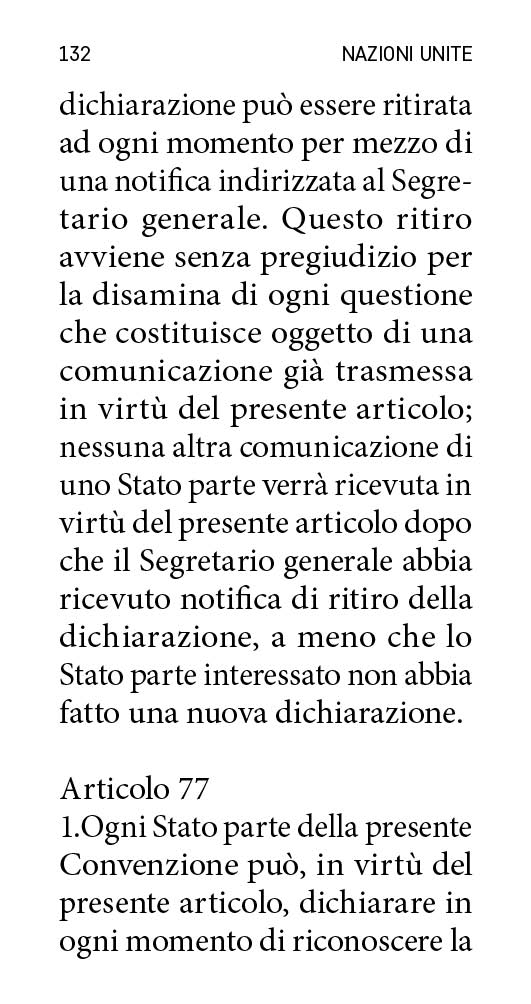 132 NAZIONI UNITE
dichiarazione può essere ritirata
ad ogni momento per mezzo di
una notifica indirizzata al Segre-
tario generale. Questo ritiro
avviene senza pregiudizio per
la disamina di ogni questione
che costituisce oggetto di una
comunicazione già trasmessa
in virtù del presente articolo;
nessuna altra comunicazione di
uno Stato parte verrà ricevuta in
virtù del presente articolo dopo
che il Segretario generale abbia
ricevuto notifica di ritiro della
dichiarazione, a meno che lo
Stato parte interessato non abbia
fatto una nuova dichiarazione.
Articolo 77
1.Ogni Stato parte della presente
Convenzione può, in virtù del
presente articolo, dichiarare in
ogni momento di riconoscere la